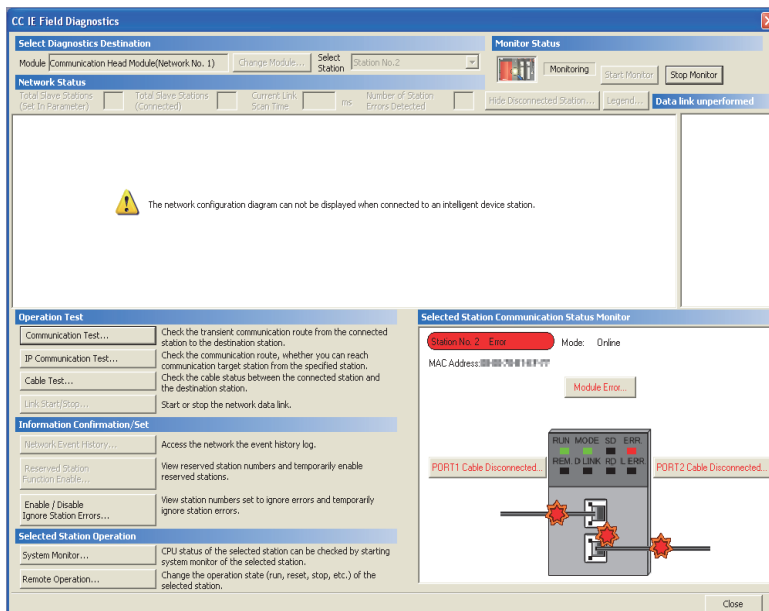 CC IE Field Diagnostics
Select Diagnostics Destination
Monitor Status
Module Communication Head Module(Network No. 1) Change Module... Select Station Station No.2
Monitoring Start Monitor Stop Monitor
Network Status
Total Slave Stations (Set In Parameter) Total Slave Stations (Connected) Current Link Scan Time ms Number of Station Errors Detected Hide Disconnected Station... Legend... Data link unperformed
The network configuration diagram can not be displayed when connected to an intelligent device station.
Operation Test
Communication Test... Check the transient communication route from the connected
station to the destination station.
IP Communication Test... Check the communication route, whether you can reach
communication target station from the specified station.
Cable Test... Check the cable status between the connected station and
the destination station.
Link Start/Stop... Start or stop the network data link.
Information Confirmation/Set
Network Event History... Access the network the event history log.
Reserved Station Function Enable... View reserved station numbers and temporarily enable
reserved stations.
Enable / Disable Ignore Station Errors... View station numbers set to ignore errors and temporarily
ignore station errors.
Selected Station Operation
System Monitor... CPU status of the selected station can be checked by starting
system monitor of the selected station.
Remote Operation... Change the operation state (run, reset, stop, etc.) of the
selected station.
Selected Station Communication Status Monitor
Station No. 2 Error Mode: Online
MAC Address:
Module Error...
RUN MODE SD ERR.
REM. D LINK RD L ERR.
PORT1 Cable Disconnected... PORT2 Cable Disconnected...
Close